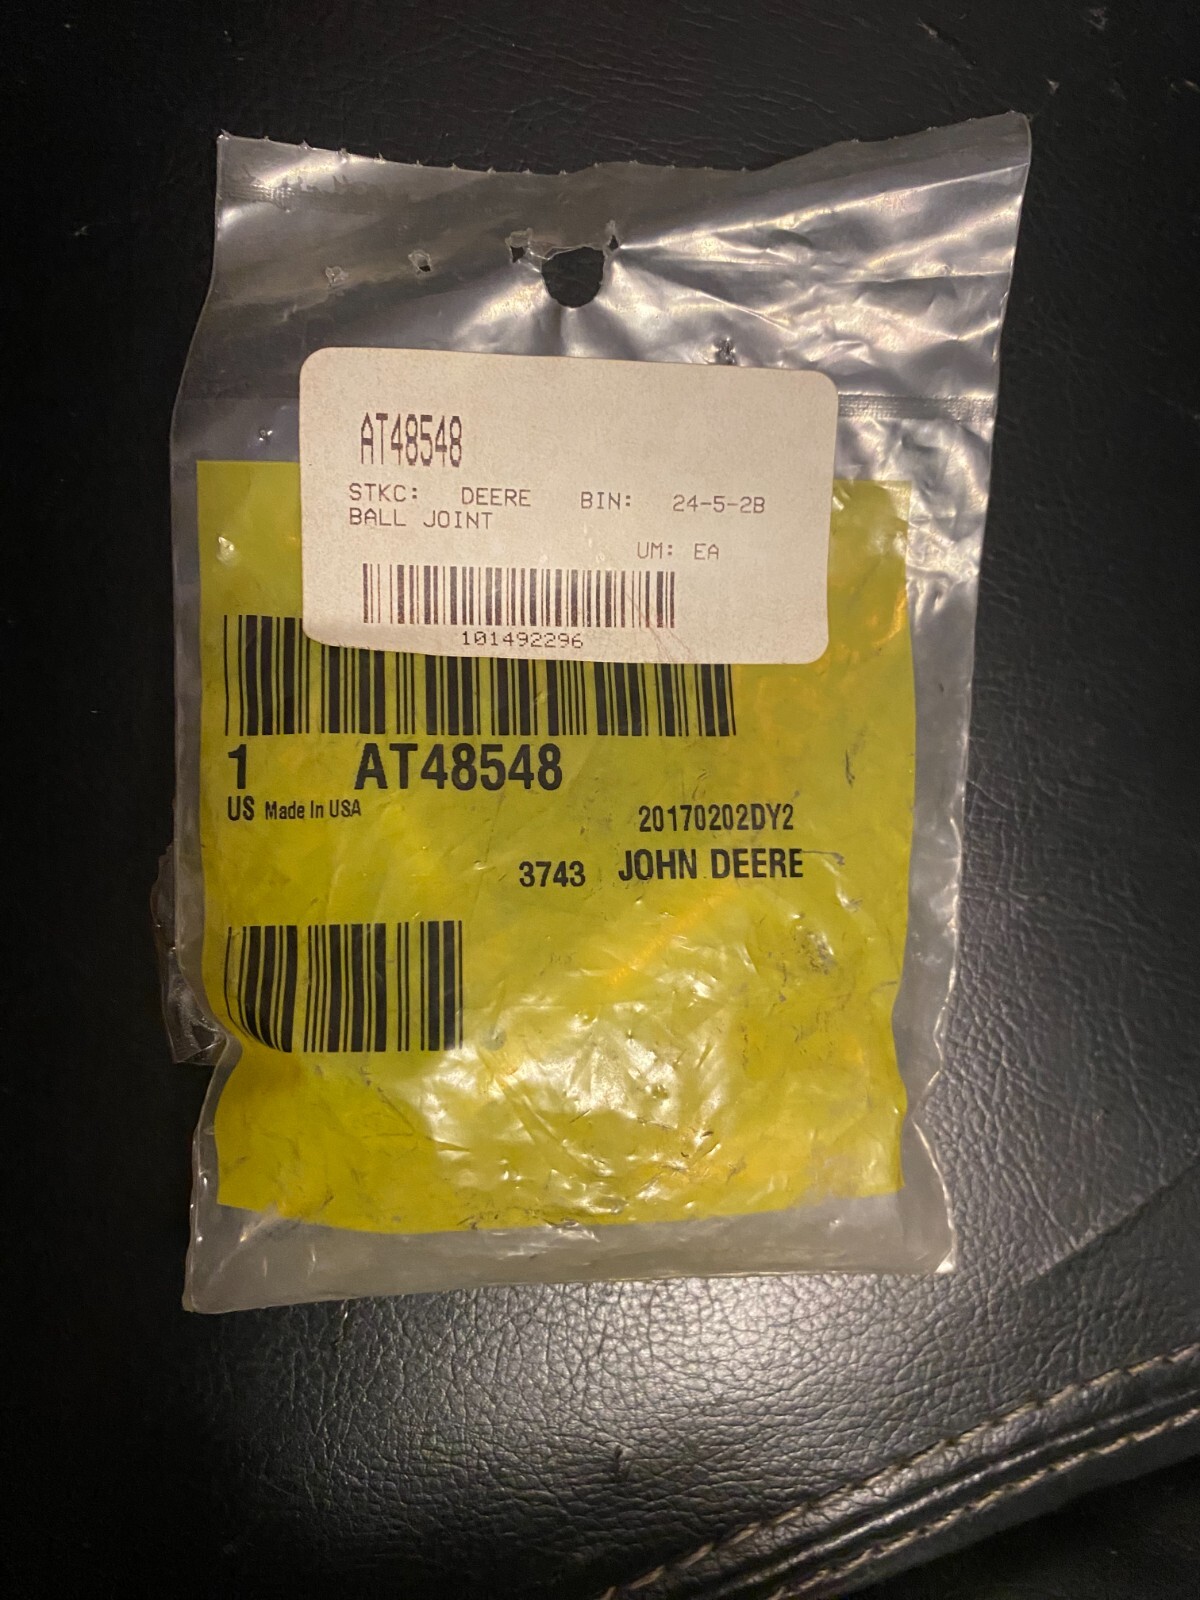 AT48548
STKC: DEERE BIN: 24-5-2B
BALL JOINT
UM: EA
101492296
1 AT48548
US Made In USA
20170202DY2
3743 JOHN DEERE